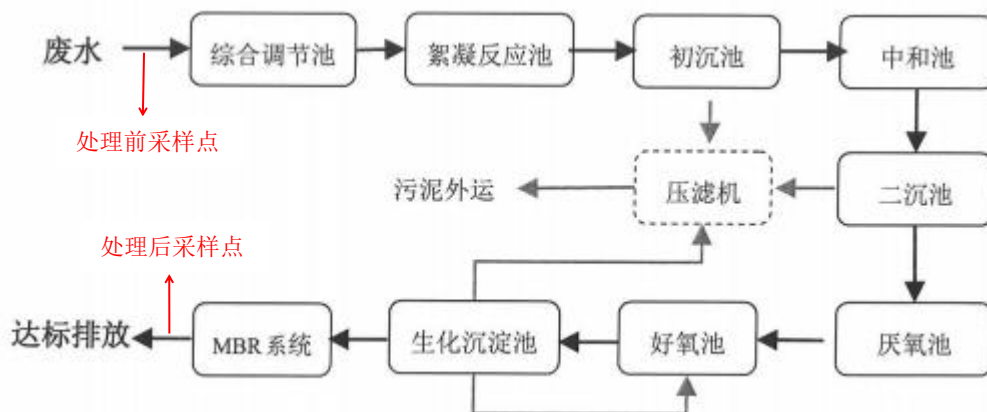 废水
综合调节池
絮凝反应池
初沉池
中和池
处理前采样点
污泥外运
压滤机
二沉池
处理后采样点
达标排放
MBR系统
生化沉淀池
好氧池
厌氧池